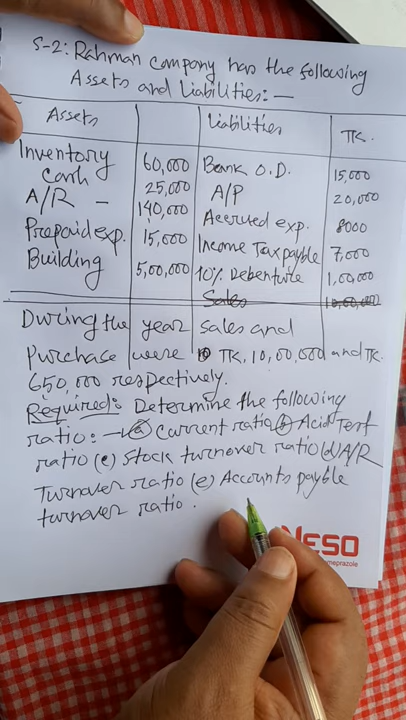 S-2: Rahman Company has the following
Assets and Liabilities:—
Assets Liabilities TK.
Inventory 60,000 Bank O.D. 15,000
Cash 25,000 A/P 20,000
A/R - 140,000 Accrued exp. 8000
Prepaid exp. 15,000 Income Tax payable 7,000
Building 5,00,000 10% Debenture 1,00,000
Sales 10,00,000
During the year sales and
Purchase were TK. 10,00,000 and TK.
650,000 respectively.
Required: Determine the following
ratio:- (a) Current ratio (b) Acid Test
ratio (c) Stock turnover ratio (d) A/R
Turnover ratio (e) Accounts payble
turnover ratio.
NESO
meprazole